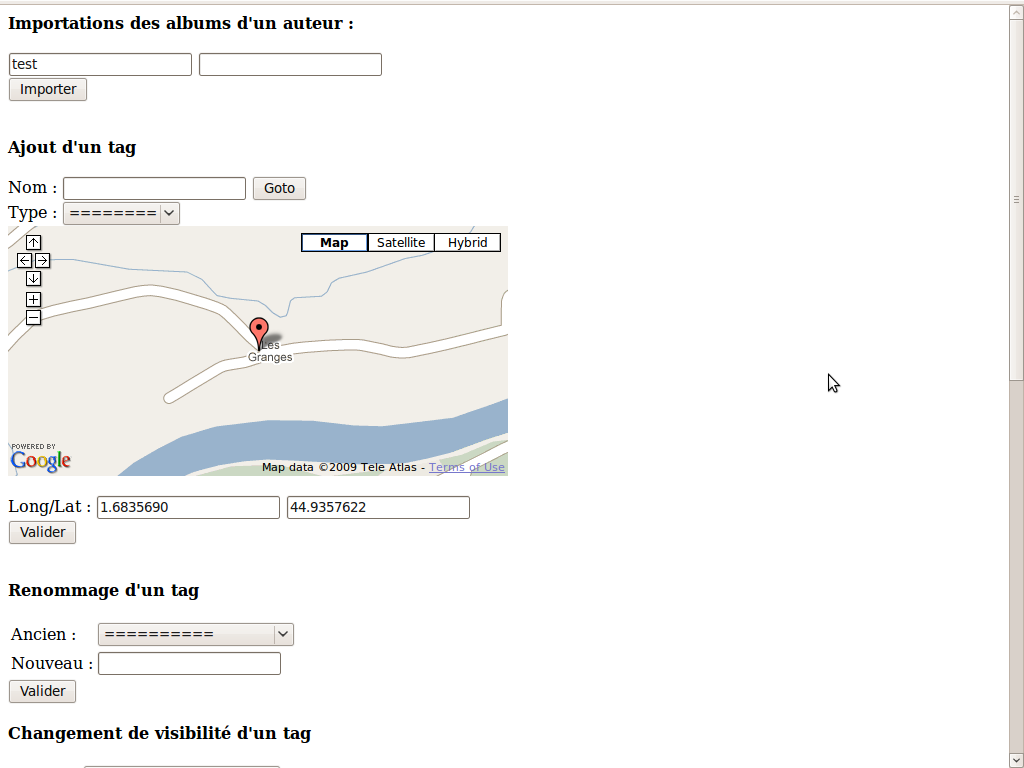 Importations des albums d'un auteur :
test
Importer
Ajout d'un tag
Nom : Goto
Type : ========
Map Satellite Hybrid
Les
Granges
POWERED BY
Google
Map data ©2009 Tele Atlas - Terms of Use
Long/Lat : 1.6835690 44.9357622
Valider
Renommage d'un tag
Ancien : ==========
Nouveau :
Valider
Changement de visibilité d'un tag